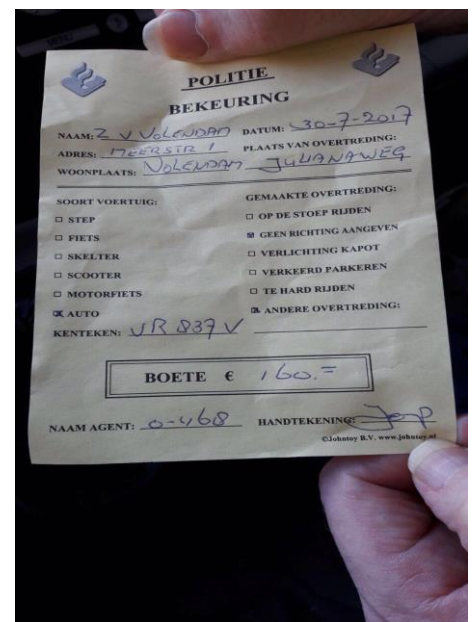 POLITIE
BEKEURING
NAAM: Z V VOLENDAM DATUM: 30-7-2017
ADRES: MEERSTR 1 PLAATS VAN OVERTREDING:
WOONPLAATS: VOLENDAM JULIANAWEG
SOORT VOERTUIG: GEMAAKTE OVERTREDING:
□ STEP □ OP DE STOEP RIJDEN
□ FIETS ☒ GEEN RICHTING AANGEVEN
□ SKELTER □ VERLICHTING KAPOT
□ SCOOTER □ VERKEERD PARKEREN
□ MOTORFIETS □ TE HARD RIJDEN
☒ AUTO ☒ ANDERE OVERTREDING:
KENTEKEN: VR 837 V
BOETE € 160.=
NAAM AGENT: HANDTEKENING:
©Johntoy B.V. www.johntoy.nl